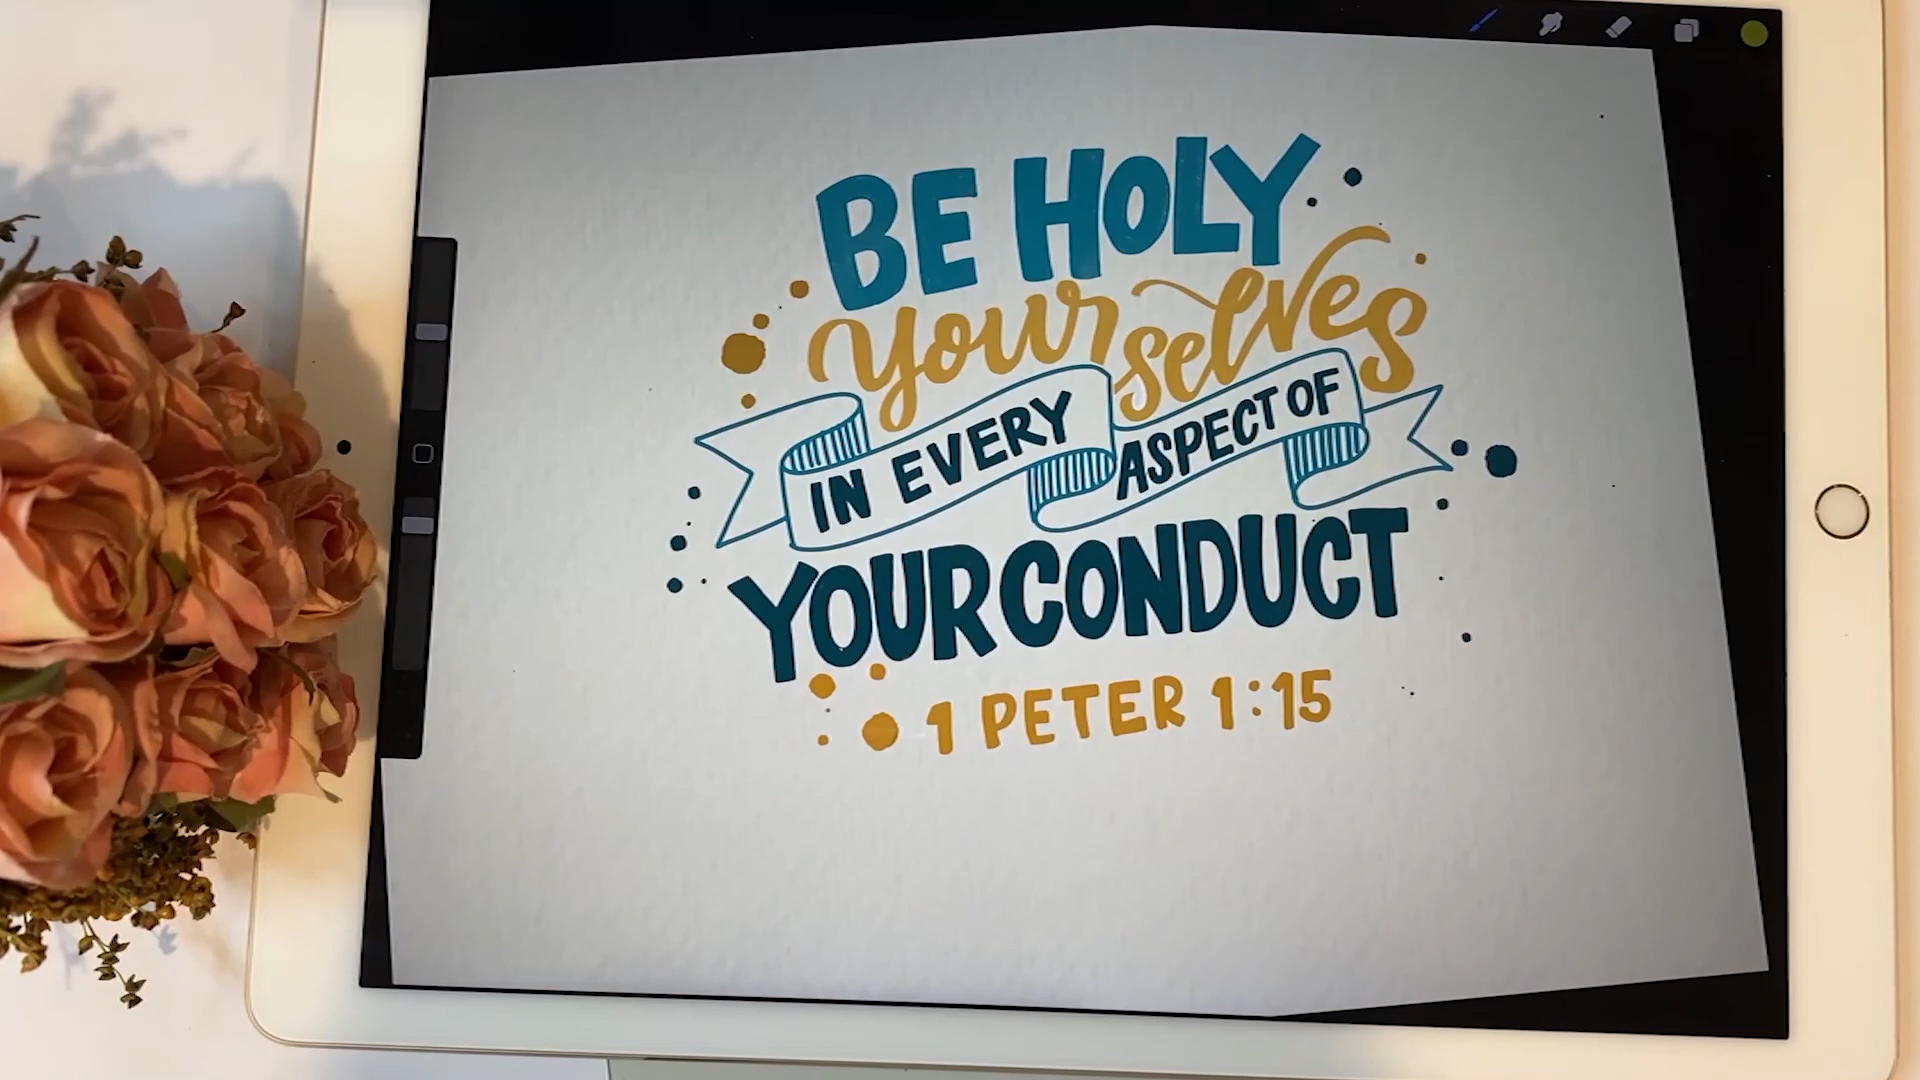 BE HOLY
yourselves
IN EVERY ASPECT OF
YOUR CONDUCT
1 PETER 1:15